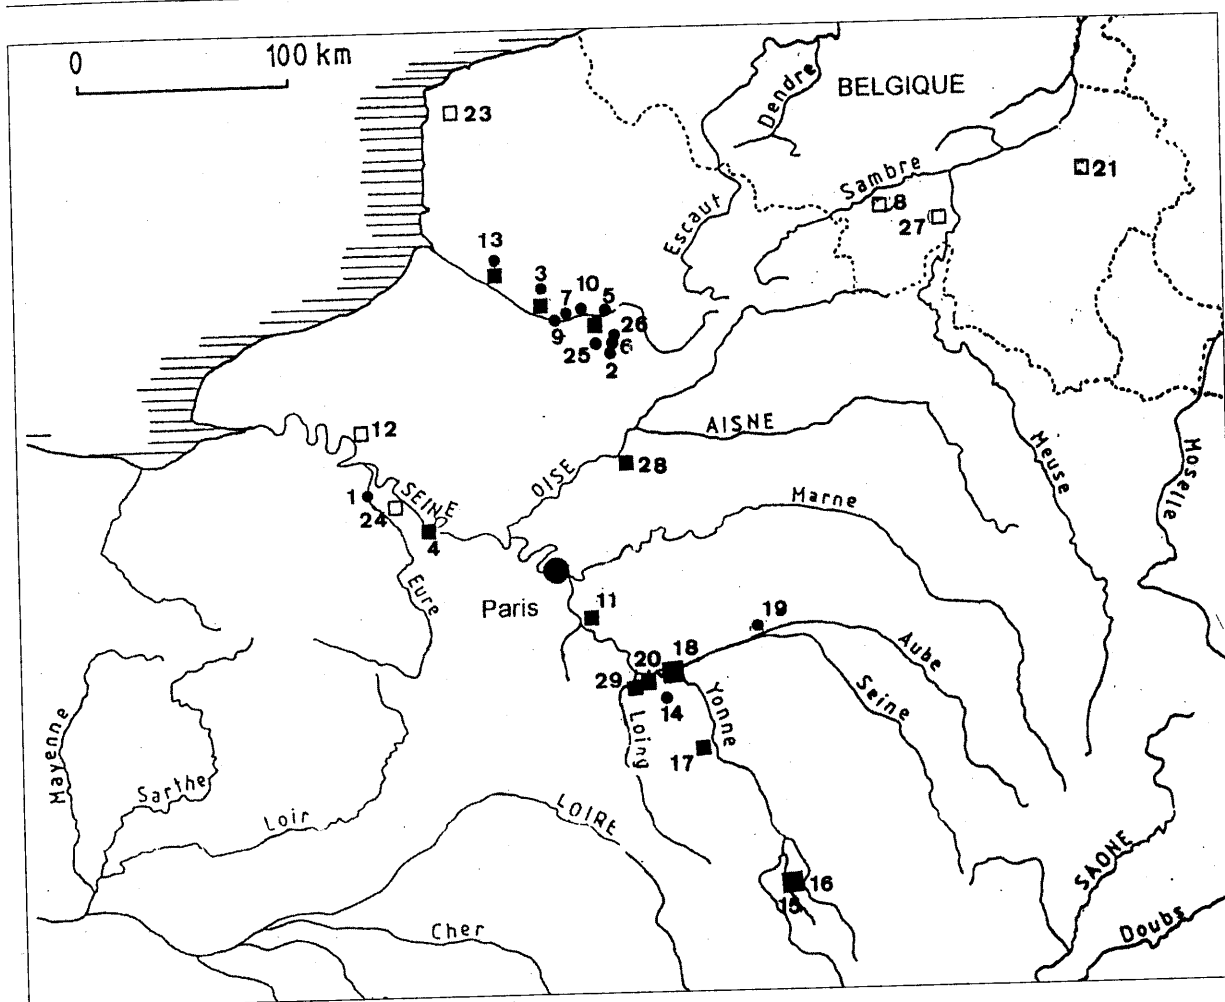 0
100 km
23
Dendre
BELGIQUE
21
Sambre
8
27
Escaut
13
3
7
10
5
9
26
25
6
2
12
AISNE
28
OISE
Meuse
Moselle
1
SEINE
24
4
Marne
Eure
Paris
11
19
18
20
29
14
Aube
Seine
Yonne
Loing
17
Mayenne
Sarthe
Loir
LOIRE
16
15
SAONE
Cher
Doubs